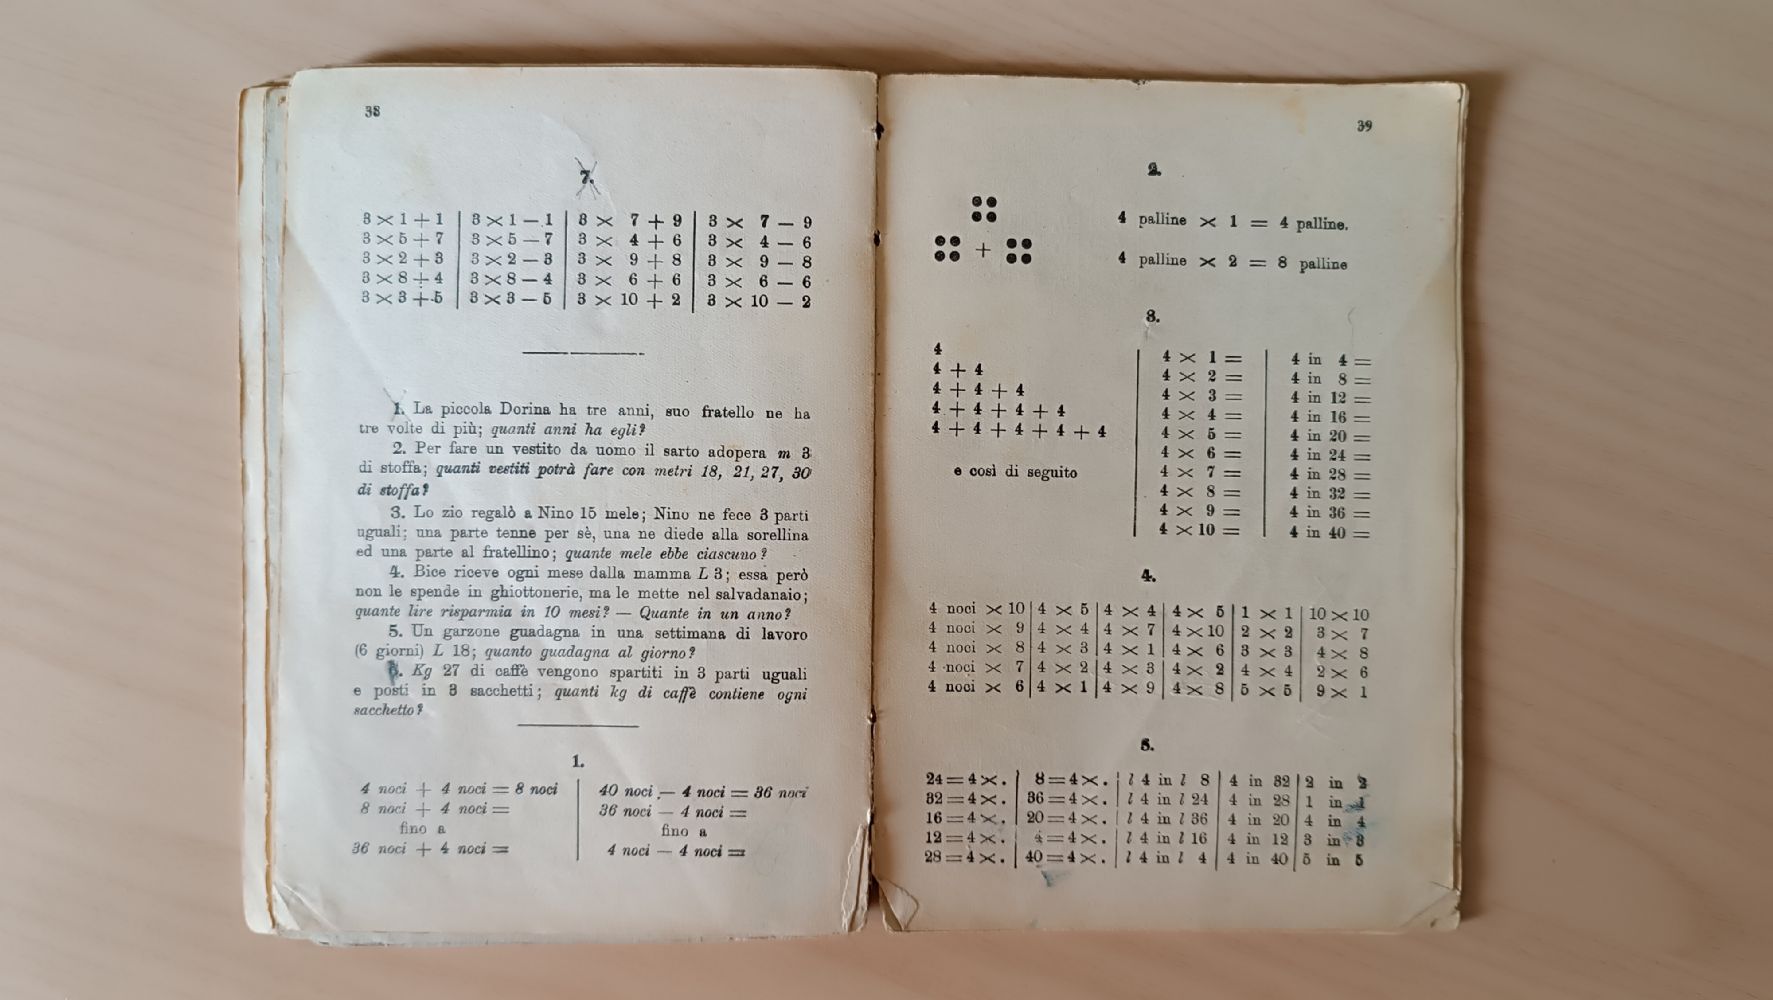 38
7.
3 × 1 + 1 | 3 × 1 — 1 | 3 × 7 + 9 | 3 × 7 — 9
3 × 5 + 7 | 3 × 5 — 7 | 3 × 4 + 6 | 3 × 4 — 6
3 × 2 + 3 | 3 × 2 — 3 | 3 × 9 + 8 | 3 × 9 — 8
3 × 8 + 4 | 3 × 8 — 4 | 3 × 6 + 6 | 3 × 6 — 6
3 × 3 + 5 | 3 × 3 — 5 | 3 × 10 + 2 | 3 × 10 — 2
1. La piccola Dorina ha tre anni, suo fratello ne ha
tre volte di più; quanti anni ha egli?
2. Per fare un vestito da uomo il sarto adopera m 3
di stoffa; quanti vestiti potrà fare con metri 18, 21, 27, 30
di stoffa?
3. Lo zio regalò a Nino 15 mele; Nino ne fece 3 parti
uguali; una parte tenne per sè, una ne diede alla sorellina
ed una parte al fratellino; quante mele ebbe ciascuno?
4. Bice riceve ogni mese dalla mamma L 3; essa però
non le spende in ghiottonerie, ma le mette nel salvadanaio;
quante lire risparmia in 10 mesi? — Quante in un anno?
5. Un garzone guadagna in una settimana di lavoro
(6 giorni) L 18; quanto guadagna al giorno?
6. Kg 27 di caffè vengono spartiti in 3 parti uguali
e posti in 3 sacchetti; quanti kg di caffè contiene ogni
sacchetto?
1.
4 noci + 4 noci = 8 noci | 40 noci — 4 noci = 36 noci
8 noci + 4 noci = | 36 noci — 4 noci =
fino a | fino a
36 noci + 4 noci = | 4 noci — 4 noci =
39
2.
4 palline × 1 = 4 palline.
+
4 palline × 2 = 8 palline
3.
4 | 4 × 1 = | 4 in 4 =
4 + 4 | 4 × 2 = | 4 in 8 =
4 + 4 + 4 | 4 × 3 = | 4 in 12 =
4 + 4 + 4 + 4 | 4 × 4 = | 4 in 16 =
4 + 4 + 4 + 4 + 4 | 4 × 5 = | 4 in 20 =
4 × 6 = | 4 in 24 =
e così di seguito | 4 × 7 = | 4 in 28 =
4 × 8 = | 4 in 32 =
4 × 9 = | 4 in 36 =
4 × 10 = | 4 in 40 =
4.
4 noci × 10 | 4 × 5 | 4 × 4 | 4 × 5 | 1 × 1 | 10 × 10
4 noci × 9 | 4 × 4 | 4 × 7 | 4 × 10 | 2 × 2 | 3 × 7
4 noci × 8 | 4 × 3 | 4 × 1 | 4 × 6 | 3 × 3 | 4 × 8
4 noci × 7 | 4 × 2 | 4 × 3 | 4 × 2 | 4 × 4 | 2 × 6
4 noci × 6 | 4 × 1 | 4 × 9 | 4 × 8 | 5 × 5 | 9 × 1
5.
24 = 4 × . | 8 = 4 × . | l 4 in l 8 | 4 in 32 | 2 in 2
32 = 4 × . | 36 = 4 × . | l 4 in l 24 | 4 in 28 | 1 in 1
16 = 4 × . | 20 = 4 × . | l 4 in l 36 | 4 in 20 | 4 in 4
12 = 4 × . | 4 = 4 × . | l 4 in l 16 | 4 in 12 | 3 in 3
28 = 4 × . | 40 = 4 × . | l 4 in l 4 | 4 in 40 | 5 in 5